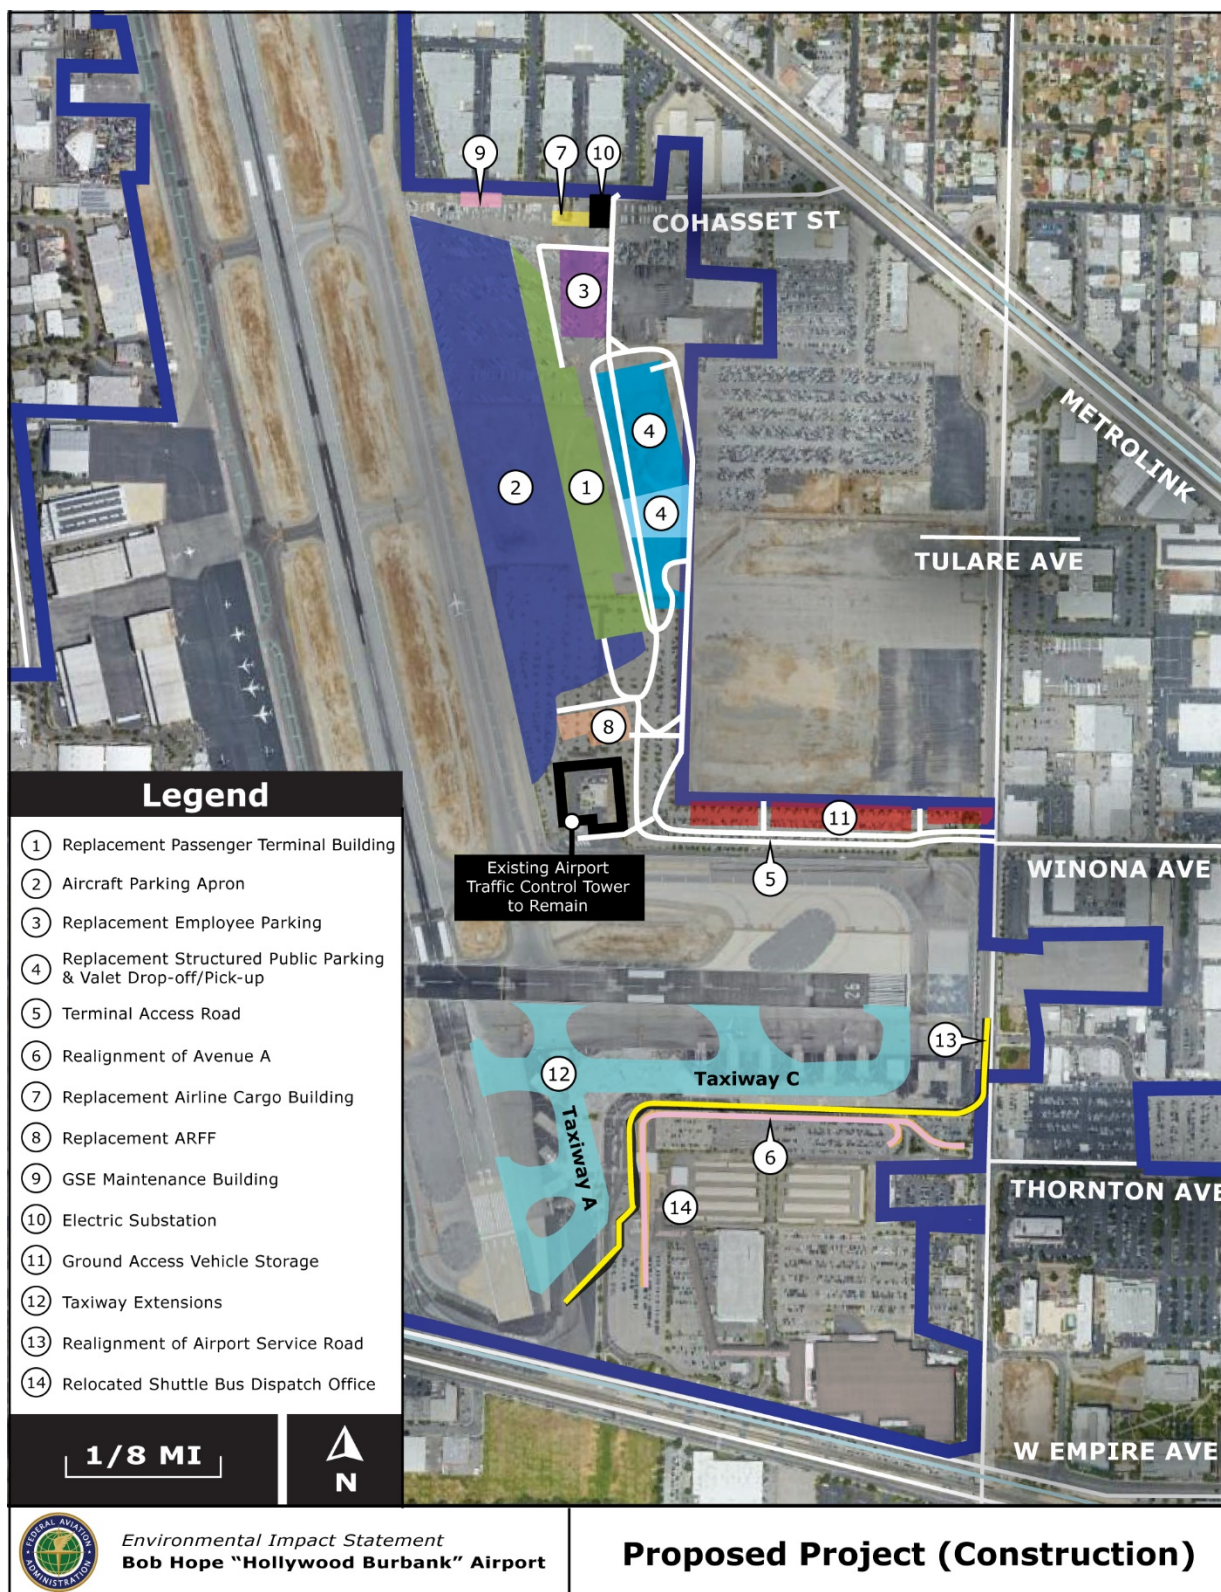 9
7
10
COHASSET ST
3
METROLINK
4
2
1
4
TULARE AVE
8
11
Existing Airport
Traffic Control Tower
to Remain
5
WINONA AVE
26
13
12
Taxiway C
Taxiway A
6
14
THORNTON AVE
W EMPIRE AVE
Legend
1 Replacement Passenger Terminal Building
2 Aircraft Parking Apron
3 Replacement Employee Parking
4 Replacement Structured Public Parking
& Valet Drop-off/Pick-up
5 Terminal Access Road
6 Realignment of Avenue A
7 Replacement Airline Cargo Building
8 Replacement ARFF
9 GSE Maintenance Building
10 Electric Substation
11 Ground Access Vehicle Storage
12 Taxiway Extensions
13 Realignment of Airport Service Road
14 Relocated Shuttle Bus Dispatch Office
1/8 MI
N
FEDERAL AVIATION
ADMINISTRATION
Environmental Impact Statement
Bob Hope “Hollywood Burbank” Airport
Proposed Project (Construction)